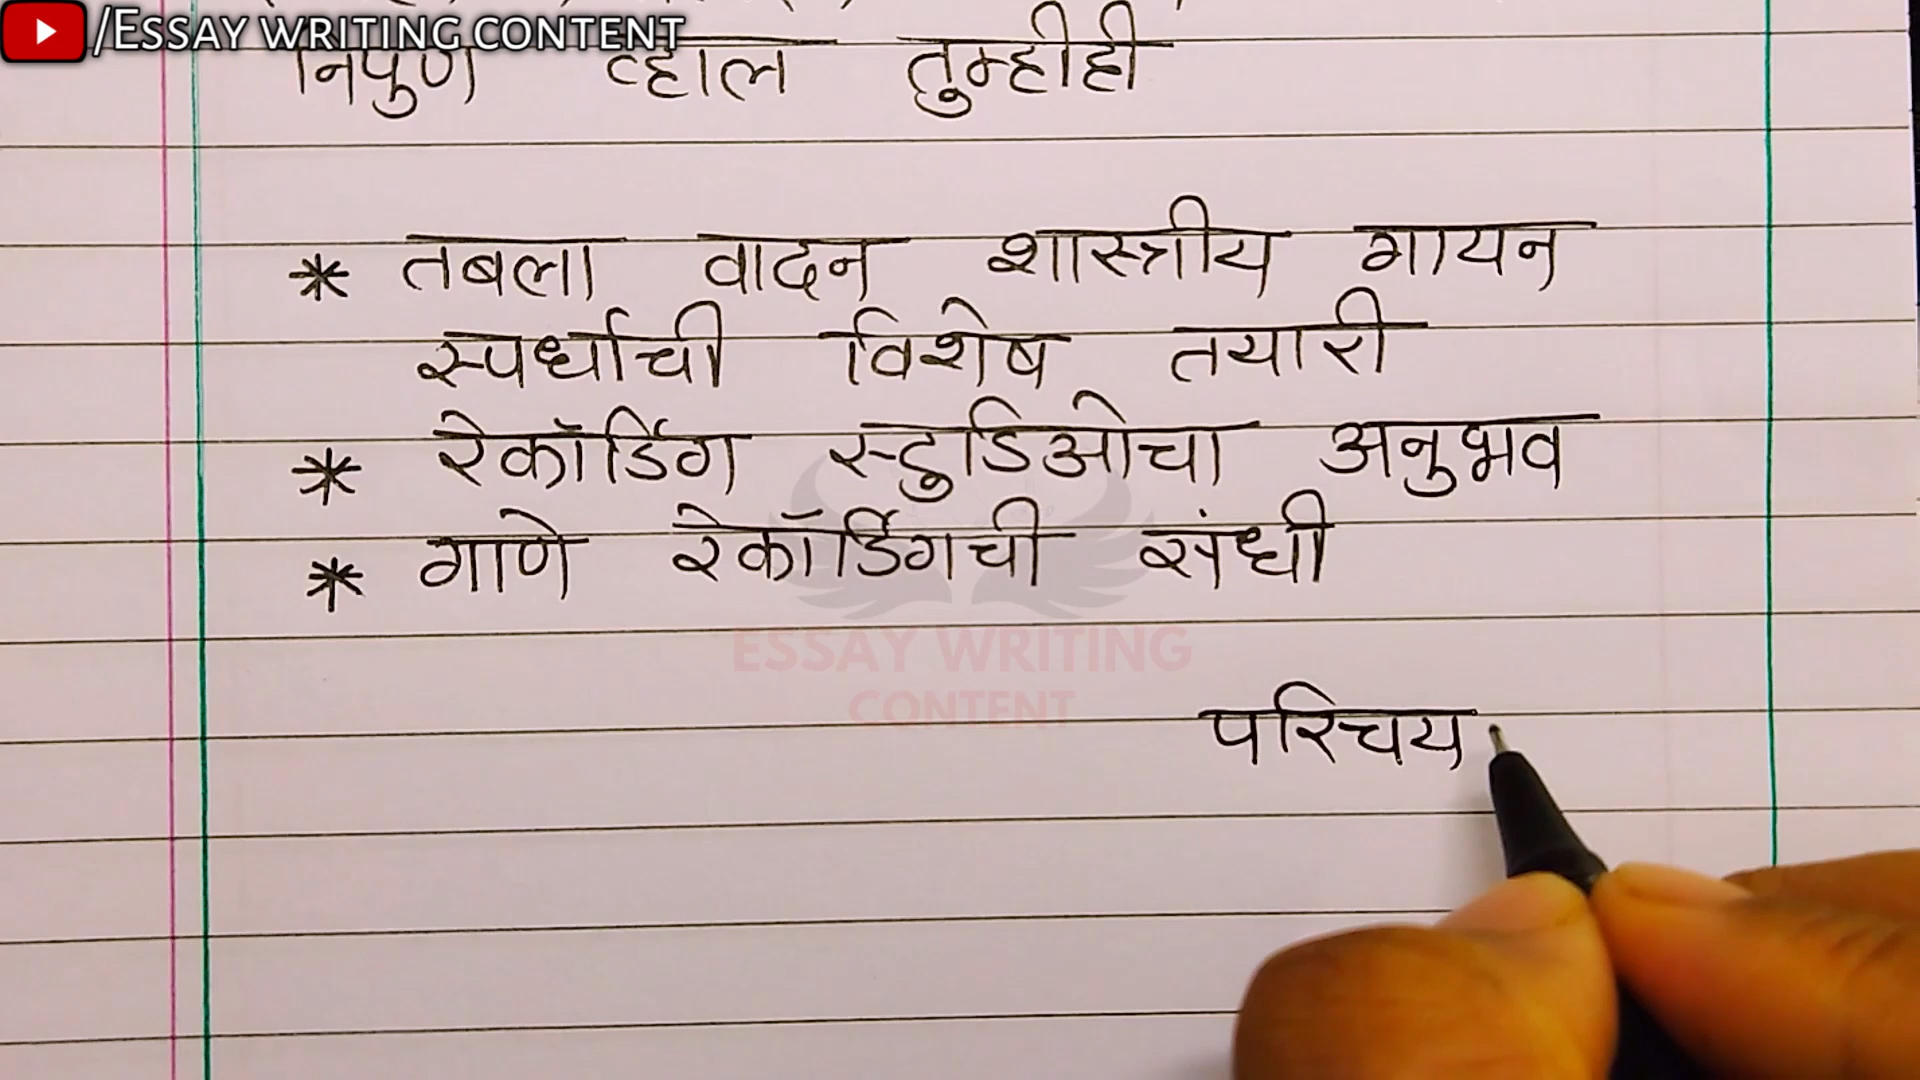 /ESSAY WRITING CONTENT
निपुण व्हाल तुम्हीही
* तबला वादन शास्त्रीय गायन
स्पर्धाची विशेष तयारी
* रेकॉर्डिंग स्टुडिओचा अनुभव
* गाणे रेकॉर्डिंगची संधी
ESSAY WRITING
CONTENT
परिचय